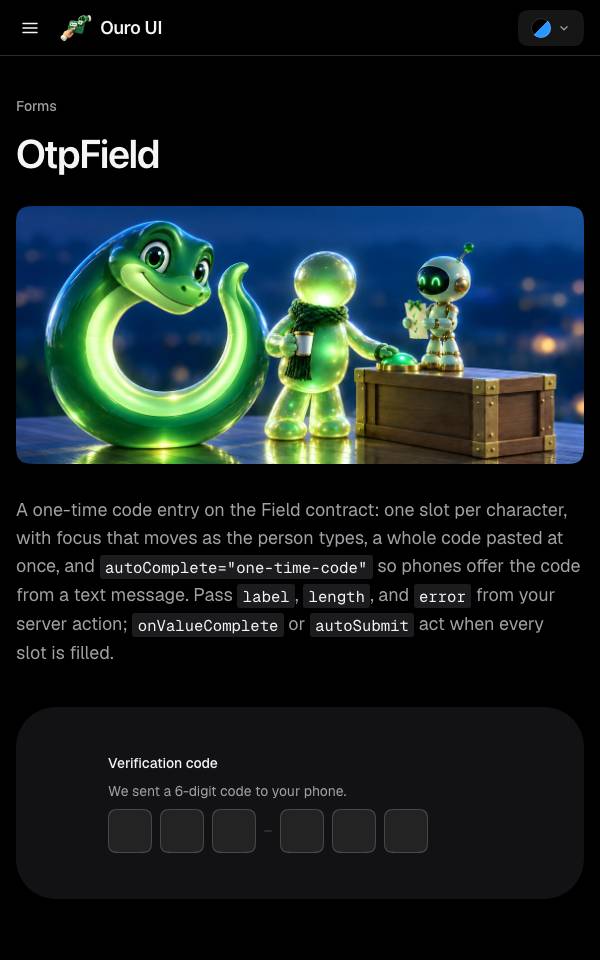 Ouro UI
Forms
OtpField
A one-time code entry on the Field contract: one slot per character,
with focus that moves as the person types, a whole code pasted at
once, and autoComplete="one-time-code" so phones offer the code
from a text message. Pass label, length, and error from your
server action; onValueComplete or autoSubmit act when every
slot is filled.
Verification code
We sent a 6-digit code to your phone.